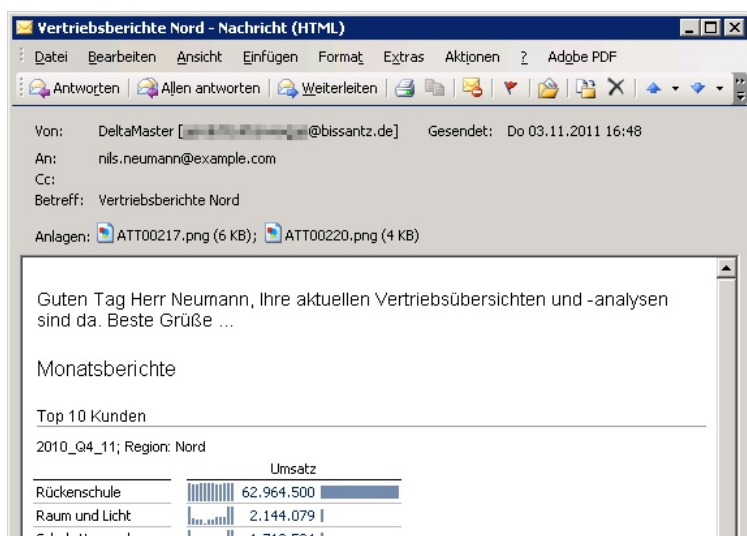 Vertriebsberichte Nord - Nachricht (HTML)
Datei Bearbeiten Ansicht Einfügen Format Extras Aktionen ? Adobe PDF
Antworten Allen antworten Weiterleiten
Von: DeltaMaster [ @bissantz.de] Gesendet: Do 03.11.2011 16:48
An: nils.neumann@example.com
Cc:
Betreff: Vertriebsberichte Nord
Anlagen: ATT00217.png (6 KB); ATT00220.png (4 KB)
Guten Tag Herr Neumann, Ihre aktuellen Vertriebsübersichten und -analysen
sind da. Beste Grüße ...
Monatsberichte
Top 10 Kunden
2010_Q4_11; Region: Nord
Umsatz
Rückenschule 62.964.500
Raum und Licht 2.144.079